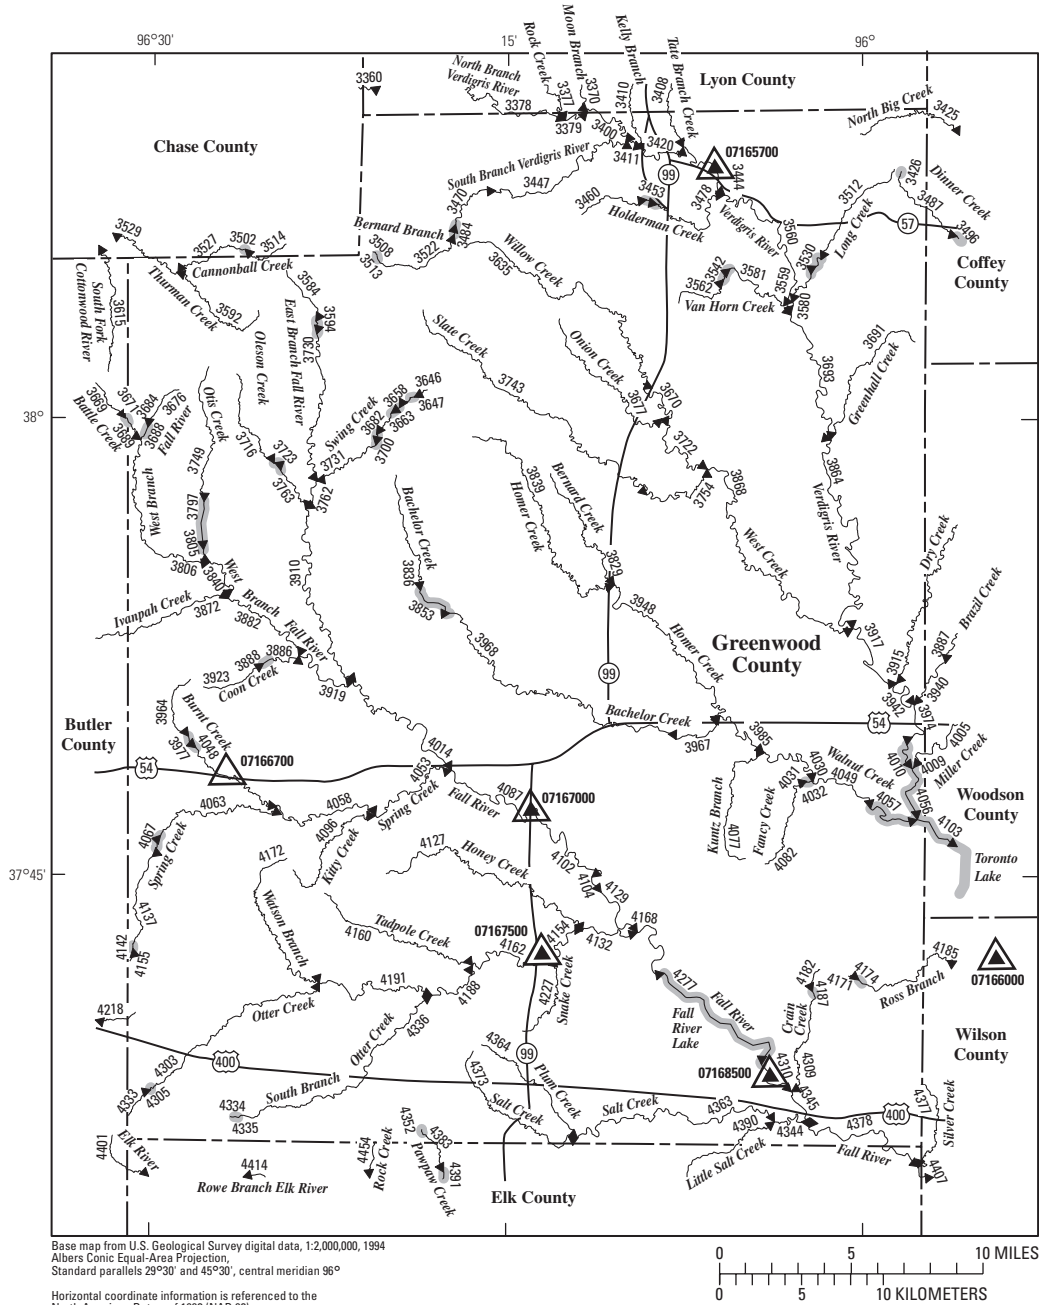 96°30'
15'
96°
Lyon County
Chase County
Coffey County
Greenwood County
Butler County
Woodson County
Wilson County
Elk County
38°
37°45'
3360
North Branch Verdigris River
3378
Rock Creek
3377
Moon Branch
3370
3379
3400
Kelly Branch
3410
3408
Tate Branch Creek
3411
3420
07165700
3444
99
North Big Creek
3425
3426
Dinner Creek
3487
3496
3512
Long Creek
57
3530
South Branch Verdigris River
3447
3470
3484
Bernard Branch
3508
3513
3522
3460
3453
Holderman Creek
3478
Verdigris River
3560
3559
3580
3542
3562
3581
Van Horn Creek
Willow Creek
3635
3529
3527
3502
3514
Cannonball Creek
Thurman Creek
3592
South Fork Cottonwood River
3615
3584
3594
East Branch Fall River
3730
Oleson Creek
3716
3723
3763
Slate Creek
3743
Onion Creek
3677
3670
3722
3754
3868
3693
3691
Greenhall Creek
3864
Verdigris River
3669
3671
3684
3676
3689
3688
Battle Creek
Fall River
West Branch
Otis Creek
3749
3797
3805
3806
3840
Swing Creek
3658
3646
3647
3663
3682
3700
3731
3762
3810
Bachelor Creek
3836
3853
3968
3839
Homer Creek
Bernard Creek
3829
3948
Homer Creek
West Creek
3917
3915
Dry Creek
Brazil Creek
3887
3940
3942
3974
Ivanpah Creek
3872
3882
West Branch Fall River
3886
3888
3923
Coon Creek
3919
99
Bachelor Creek
3967
54
3985
3964
Burnt Creek
3977
4048
07166700
54
4014
4053
4063
4058
Spring Creek
4096
Kitty Creek
Fall River
4087
07167000
4067
Spring Creek
4137
4142
4155
Kuntz Branch
4077
Fancy Creek
4082
4031
4030
4032
4049
Walnut Creek
4057
4010
4009
4005
Miller Creek
4056
4103
Toronto Lake
4172
Watson Branch
4127
Honey Creek
4102
4104
4129
4168
4132
4154
07167500
4162
Tadpole Creek
4160
4191
4188
Otter Creek
4227
Snake Creek
4277
Fall River
Fall River Lake
4182
4187
Crain Creek
4171
4174
4185
Ross Branch
07166000
4218
400
4303
4305
4333
4336
Otter Creek
South Branch
4334
4335
99
4364
4373
Plum Creek
Salt Creek
Salt Creek
4363
4390
4344
Little Salt Creek
07168500
4310
4309
4345
400
4378
Fall River
4371
Silver Creek
4407
4401
Elk River
4414
Rowe Branch Elk River
4454
Rock Creek
4352
4383
4391
Pawpaw Creek
Base map from U.S. Geological Survey digital data, 1:2,000,000, 1994
Albers Conic Equal-Area Projection,
Standard parallels 29°30' and 45°30', central meridian 96°
Horizontal coordinate information is referenced to the
0 5 10 MILES
0 5 10 KILOMETERS